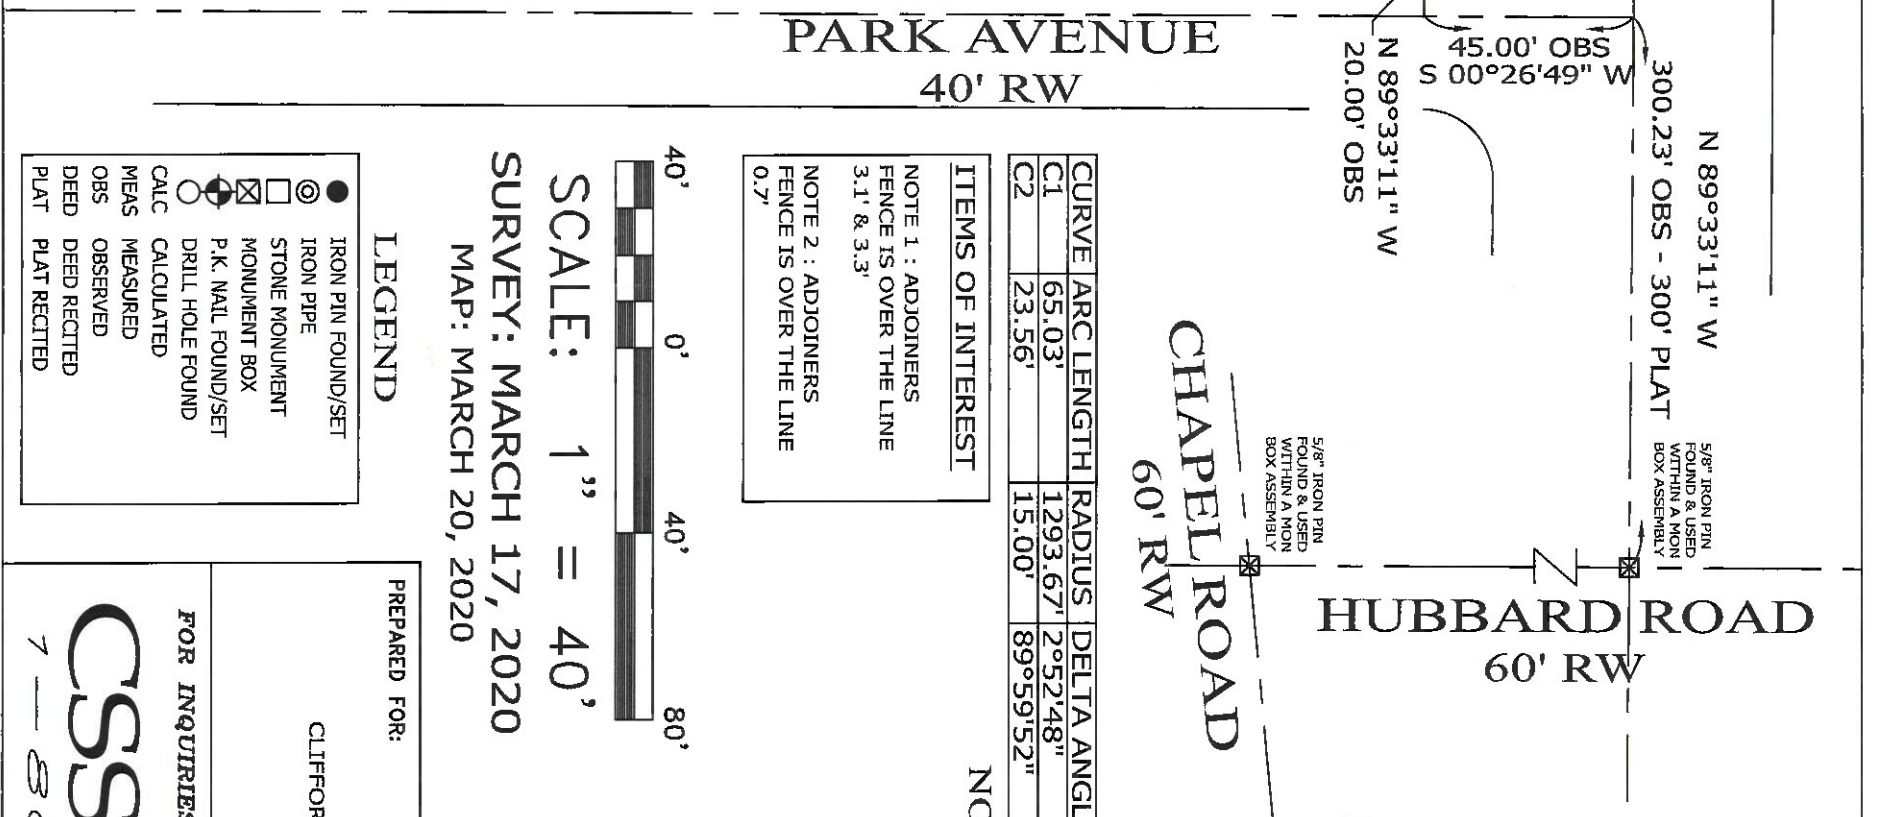 PARK AVENUE
40' RW
45.00' OBS
S 00°26'49" W
N 89°33'11" W
20.00' OBS
N 89°33'11" W
300.23' OBS - 300' PLAT
5/8" IRON PIN
FOUND & USED
WITHIN A MON
BOX ASSEMBLY
5/8" IRON PIN
FOUND & USED
WITHIN A MON
BOX ASSEMBLY
HUBBARD ROAD
60' RW
CHAPEL ROAD
60' RW
CURVE ARC LENGTH RADIUS DELTA ANGL
C1 65.03' 1293.67' 2°52'48"
C2 23.56' 15.00' 89°59'52"
NO
ITEMS OF INTEREST
NOTE 1 : ADJOINERS
FENCE IS OVER THE LINE
3.1' & 3.3'
NOTE 2 : ADJOINERS
FENCE IS OVER THE LINE
0.7'
40' 0' 40' 80'
SCALE: 1" = 40'
SURVEY: MARCH 17, 2020
MAP: MARCH 20, 2020
LEGEND
IRON PIN FOUND/SET
IRON PIPE
STONE MONUMENT
MONUMENT BOX
P.K. NAIL FOUND/SET
DRILL HOLE FOUND
CALC CALCULATED
MEAS MEASURED
OBS OBSERVED
DEED DEED RECITED
PLAT PLAT RECITED
PREPARED FOR:
CLIFFOR
FOR INQUIRIES
CSS